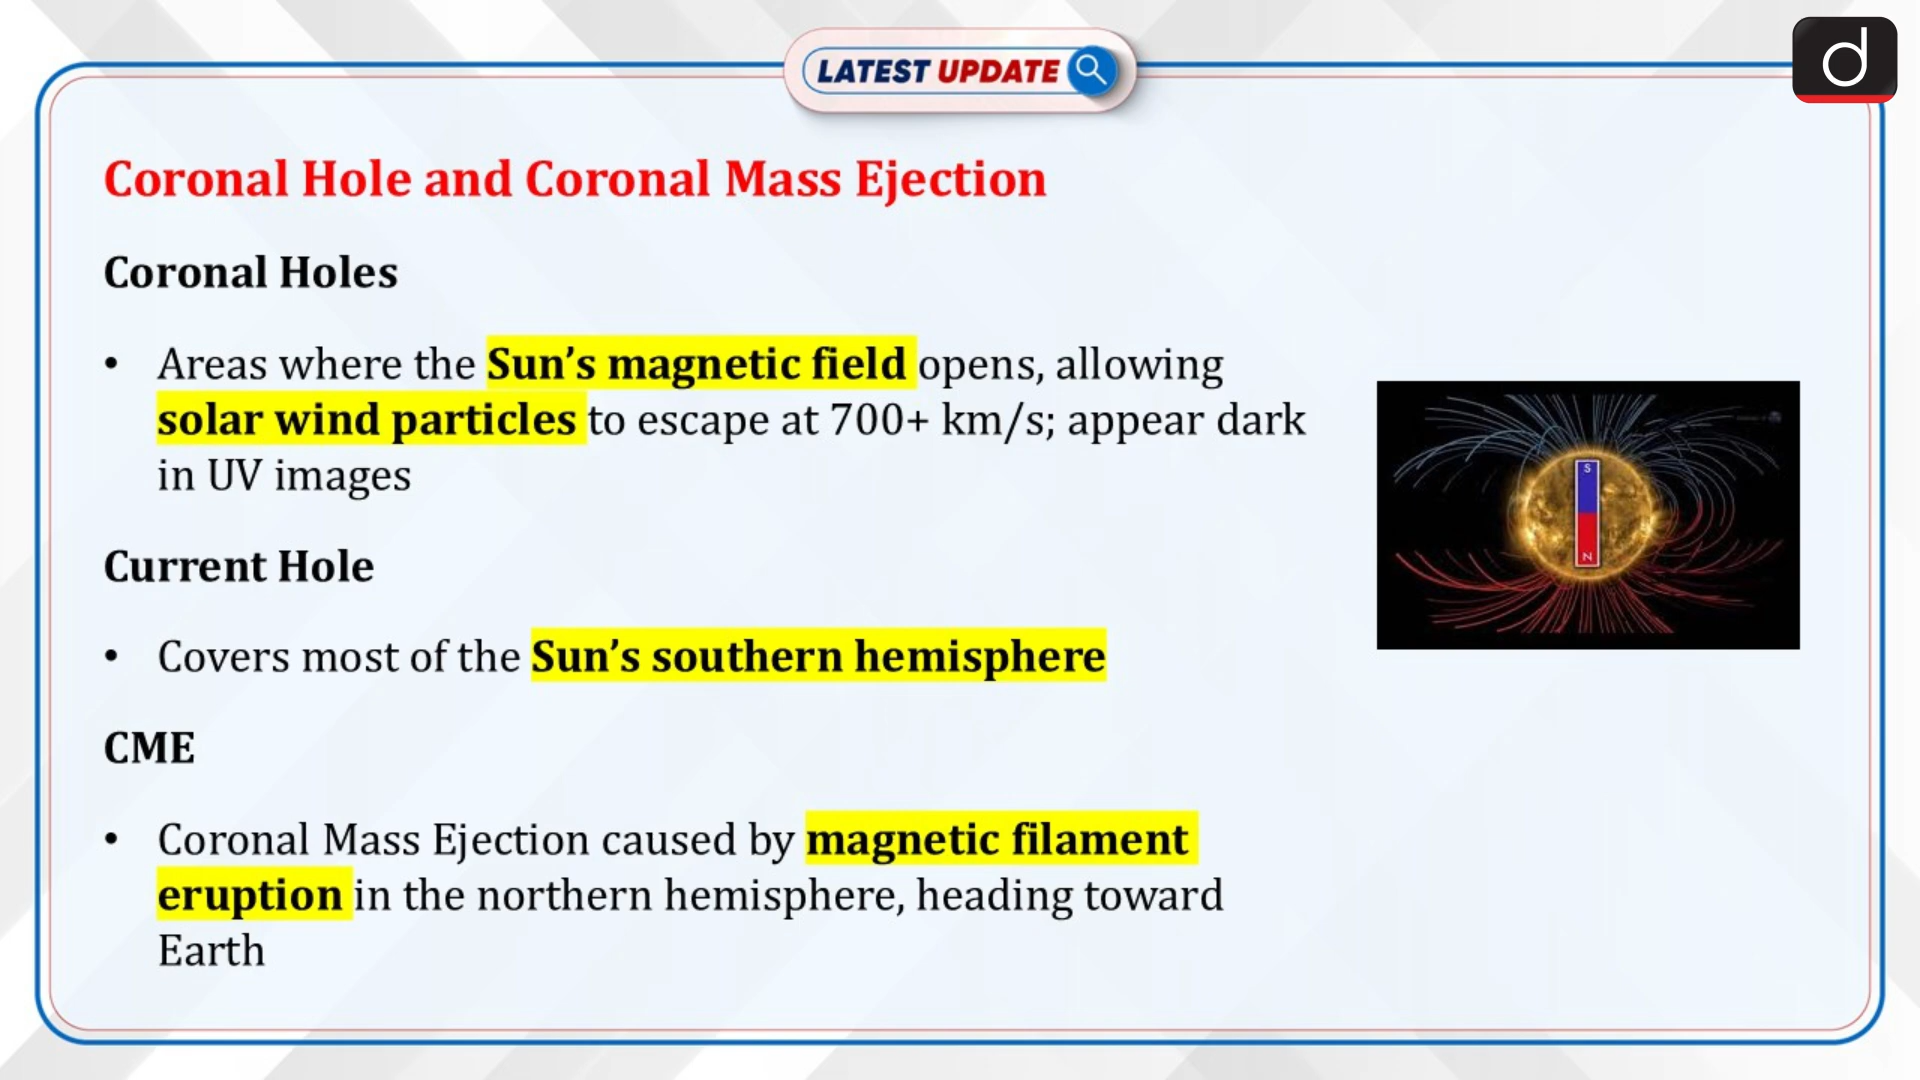 LATEST UPDATE
d
Coronal Hole and Coronal Mass Ejection
Coronal Holes
• Areas where the Sun’s magnetic field opens, allowing
solar wind particles to escape at 700+ km/s; appear dark
in UV images
S
N
Current Hole
• Covers most of the Sun’s southern hemisphere
CME
• Coronal Mass Ejection caused by magnetic filament
eruption in the northern hemisphere, heading toward
Earth